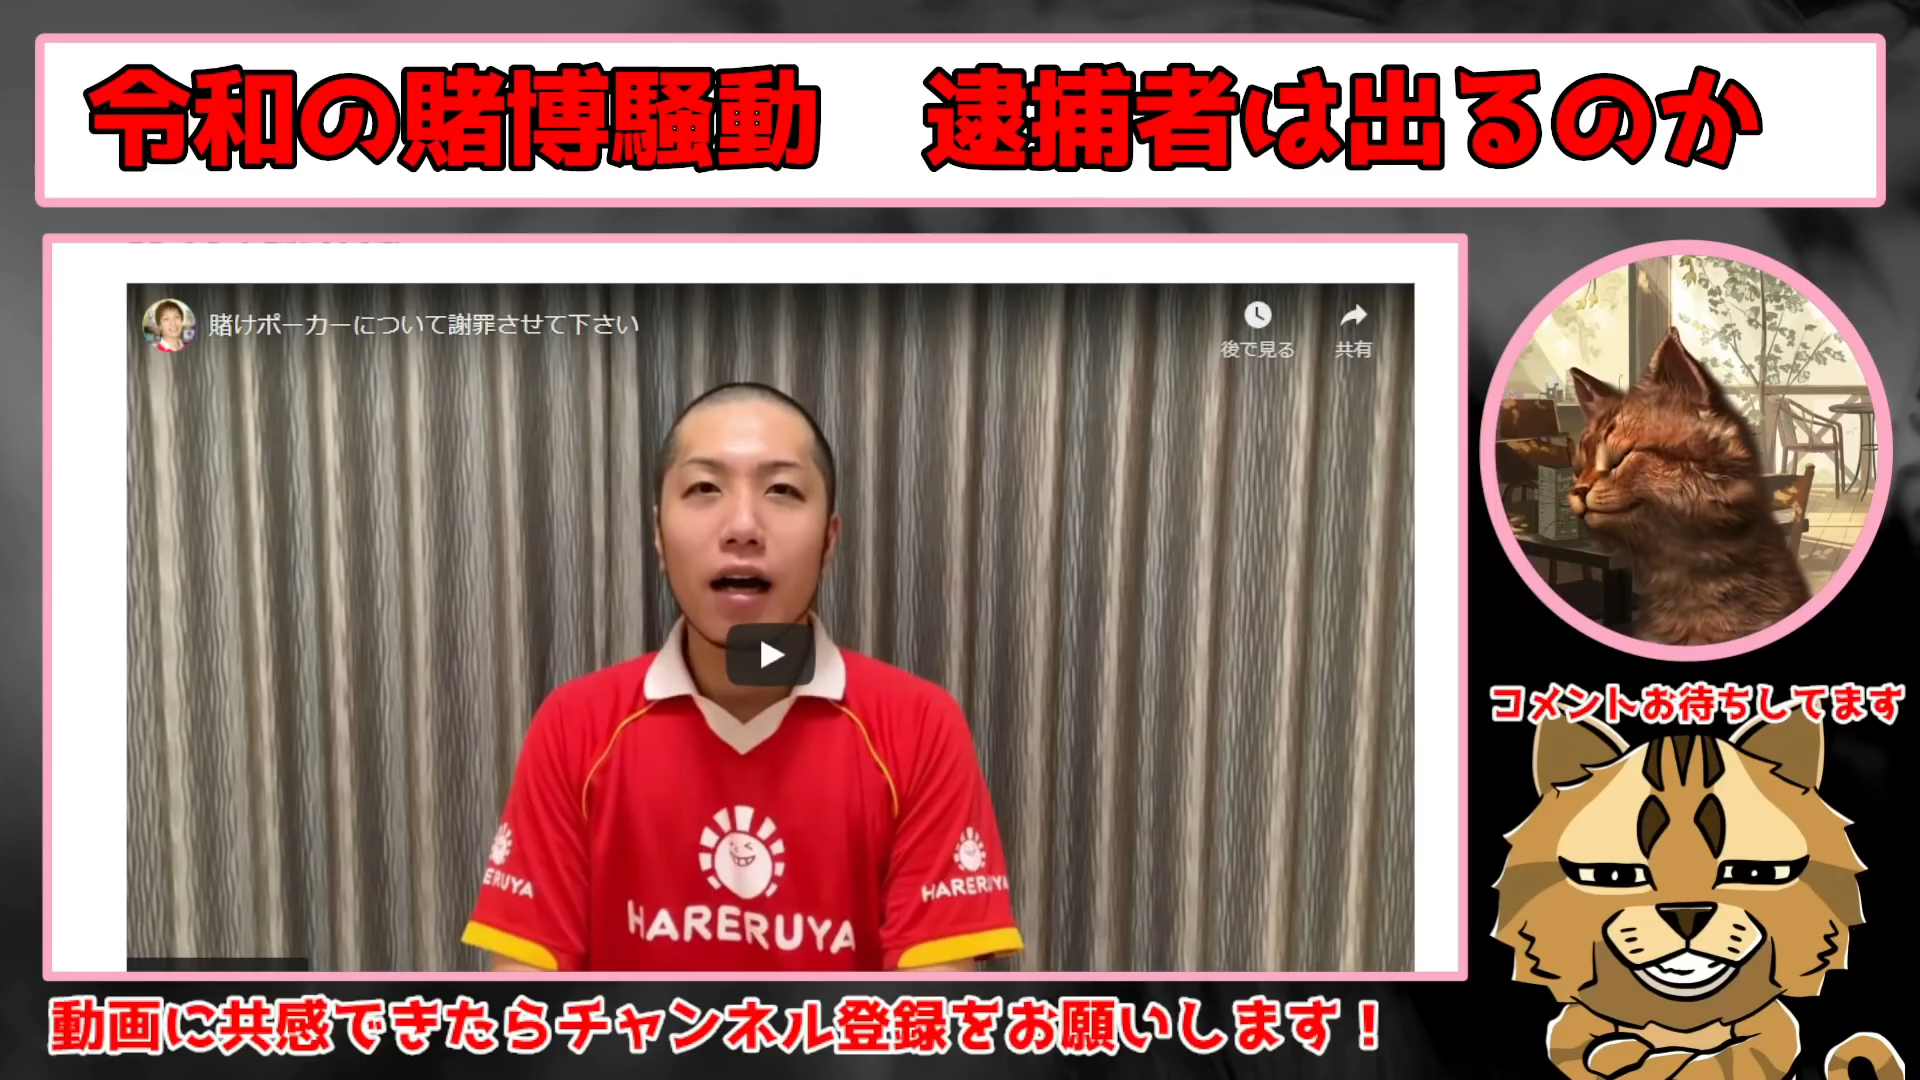 令和の賭博騒動　逮捕者は出るのか
賭けポーカーについて謝罪させて下さい
後で見る
共有
ERUYA
HARERUYA
HARERUYA
コメントお待ちしてます
動画に共感できたらチャンネル登録をお願いします！